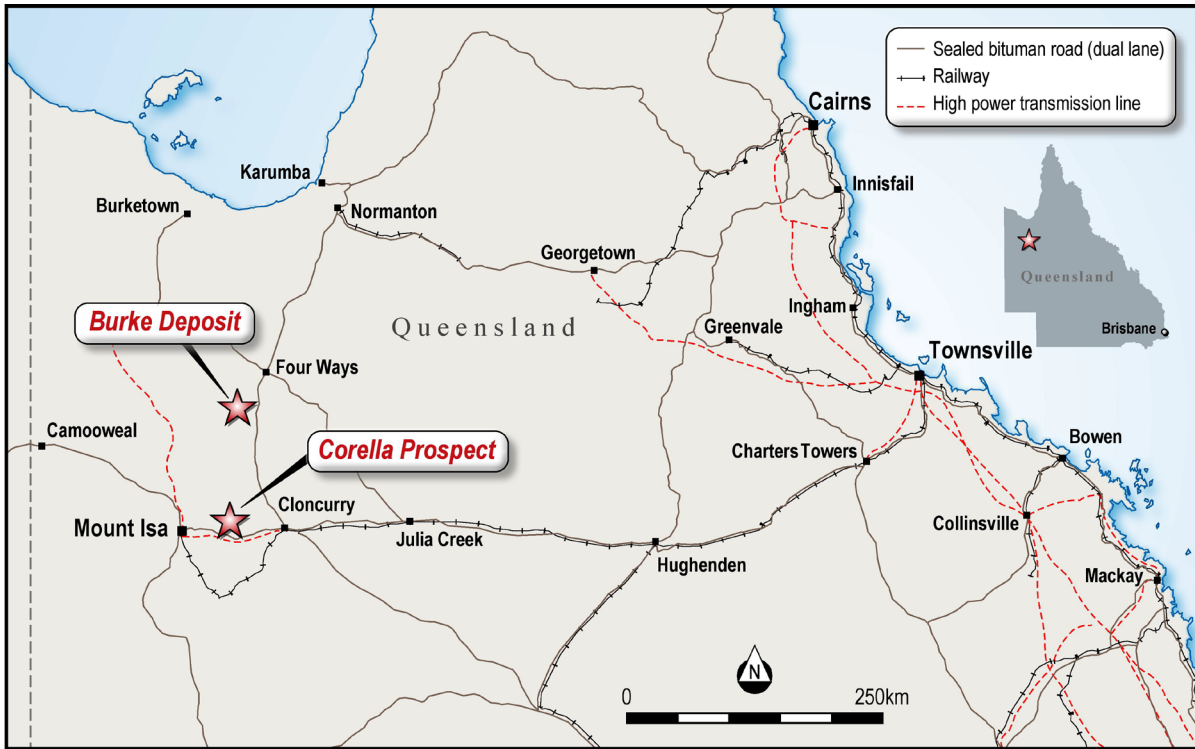 Sealed bituman road (dual lane)
Railway
High power transmission line
Cairns
Karumba
Innisfail
Burketown
Normanton
Georgetown
Queensland
Burke Deposit
Ingham
Queensland
Greenvale
Brisbane
Townsville
Four Ways
Camooweal
Corella Prospect
Bowen
Charters Towers
Cloncurry
Mount Isa
Collinsville
Julia Creek
Hughenden
Mackay
N
0
250km